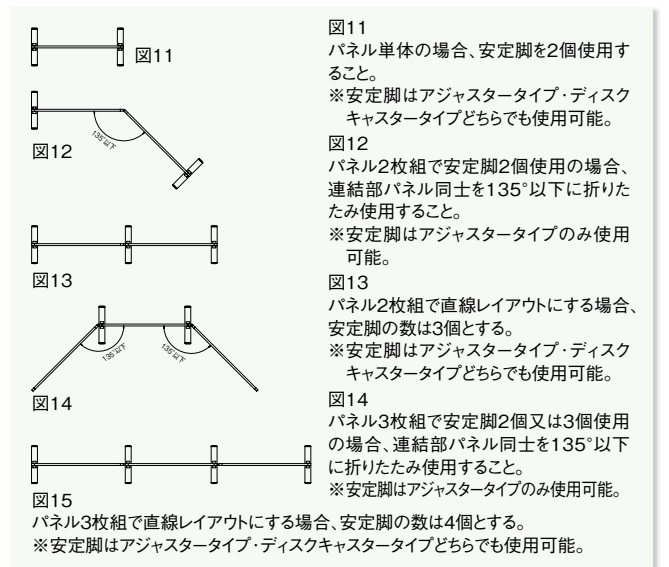 図11
135°以下
図12
図13
135°以下
135°以下
図14
図11
パネル単体の場合、安定脚を2個使用す
ること。
※安定脚はアジャスタータイプ・ディスク
キャスタータイプどちらでも使用可能。
図12
パネル2枚組で安定脚2個使用の場合、
連結部パネル同士を135°以下に折りた
たみ使用すること。
※安定脚はアジャスタータイプのみ使用
可能。
図13
パネル2枚組で直線レイアウトにする場合、
安定脚の数は3個とする。
※安定脚はアジャスタータイプ・ディスク
キャスタータイプどちらでも使用可能。
図14
パネル3枚組で安定脚2個又は3個使用
の場合、連結部パネル同士を135°以下
に折りたたみ使用すること。
※安定脚はアジャスタータイプのみ使用可能。
図15
パネル3枚組で直線レイアウトにする場合、安定脚の数は4個とする。
※安定脚はアジャスタータイプ・ディスクキャスタータイプどちらでも使用可能。